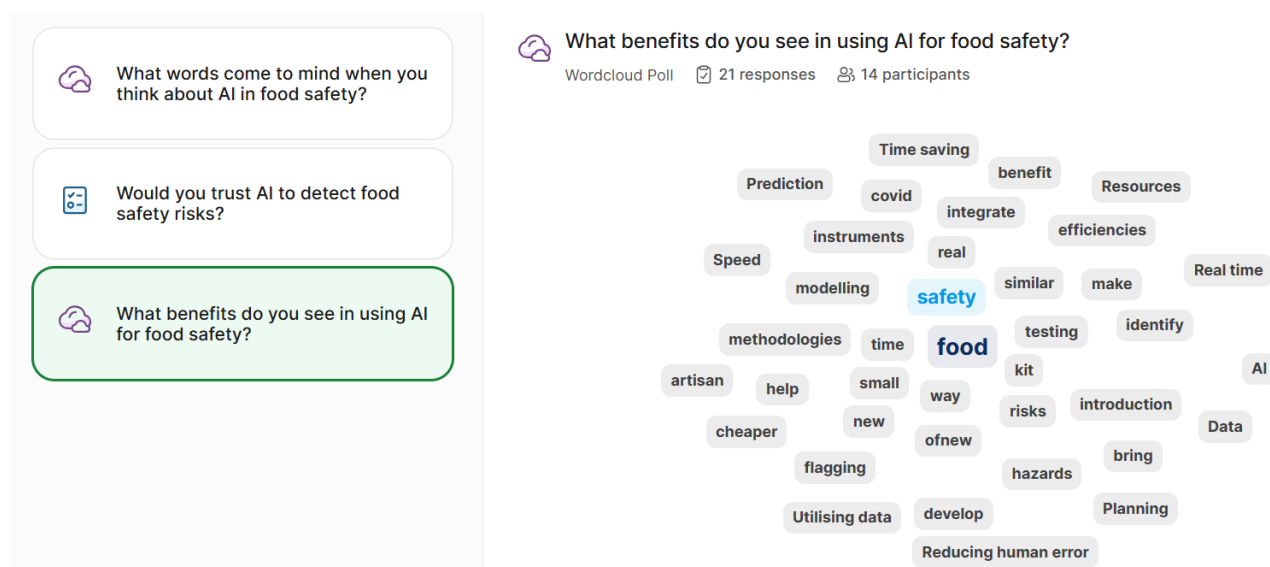 What words come to mind when you
think about AI in food safety?
Would you trust AI to detect food
safety risks?
What benefits do you see in using AI
for food safety?
What benefits do you see in using AI for food safety?
Wordcloud Poll 21 responses 14 participants
Time saving
benefit
Prediction
Resources
covid
integrate
efficiencies
instruments
real
Speed
Real time
modelling
safety
similar
make
methodologies
time
food
testing
identify
kit
AI
artisan
help
small
way
risks
introduction
new
Data
cheaper
ofnew
bring
flagging
hazards
Utilising data
develop
Planning
Reducing human error